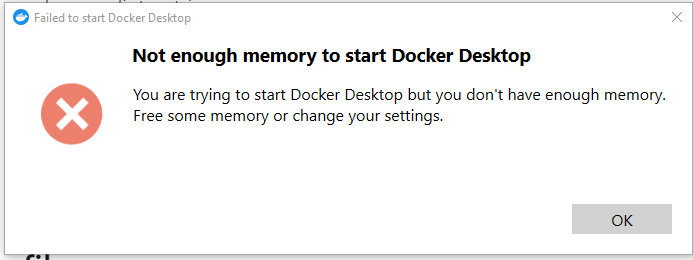 Failed to start Docker Desktop
Not enough memory to start Docker Desktop
You are trying to start Docker Desktop but you don't have enough memory.
Free some memory or change your settings.
OK